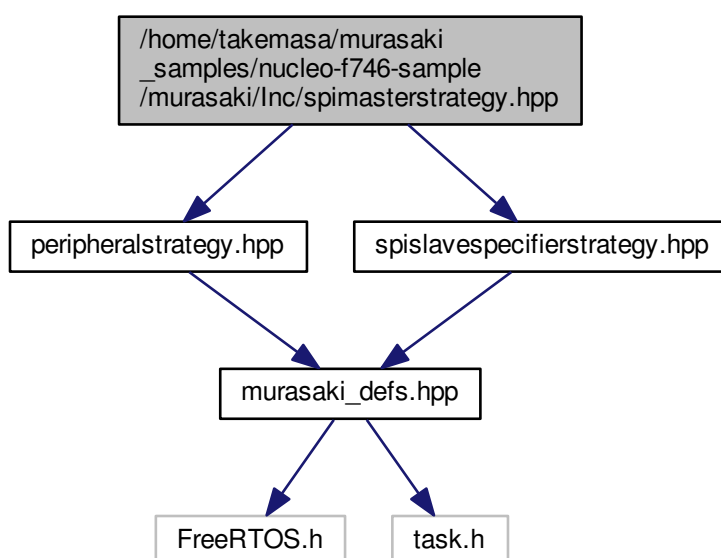 /home/takemasa/murasaki
_samples/nucleo-f746-sample
/murasaki/Inc/spimasterstrategy.hpp
peripheralstrategy.hpp
spislavespecifierstrategy.hpp
murasaki_defs.hpp
FreeRTOS.h
task.h